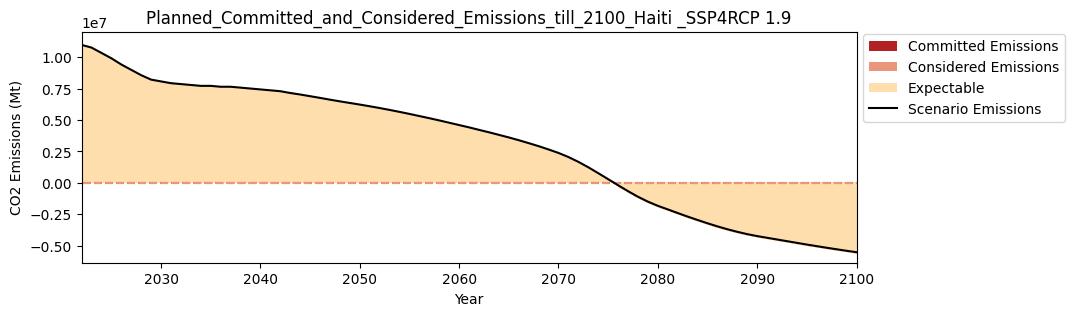 Planned_Committed_and_Considered_Emissions_till_2100_Haiti _SSP4RCP 1.9
1e7
1.00
0.75
0.50
0.25
0.00
−0.25
−0.50
CO2 Emissions (Mt)
2030 2040 2050 2060 2070 2080 2090 2100
Year
Committed Emissions
Considered Emissions
Expectable
Scenario Emissions